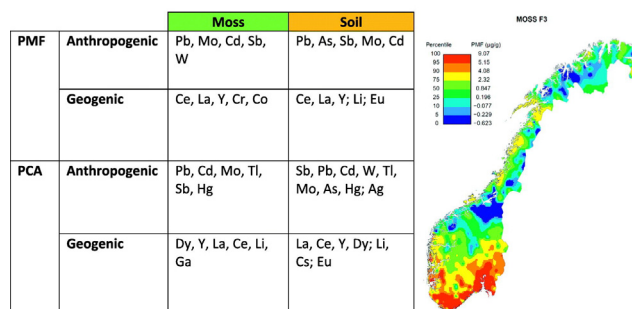 Moss Soil
PMF Anthropogenic Pb, Mo, Cd, Sb, Pb, As, Sb, Mo, Cd
W
Geogenic Ce, La, Y, Cr, Co Ce, La, Y; Li; Eu
PCA Anthropogenic Pb, Cd, Mo, Tl, Sb, Pb, Cd, W, Tl,
Sb, Hg Mo, As, Hg; Ag
Geogenic Dy, Y, La, Ce, Li, La, Ce, Y, Dy; Li,
Ga Cs; Eu
MOSS F3
Percentile PMF (µg/g)
100 9.07
95 5.15
90 4.08
75 2.32
50 0.847
25 0.196
10 −0.077
5 −0.229
0 −0.623